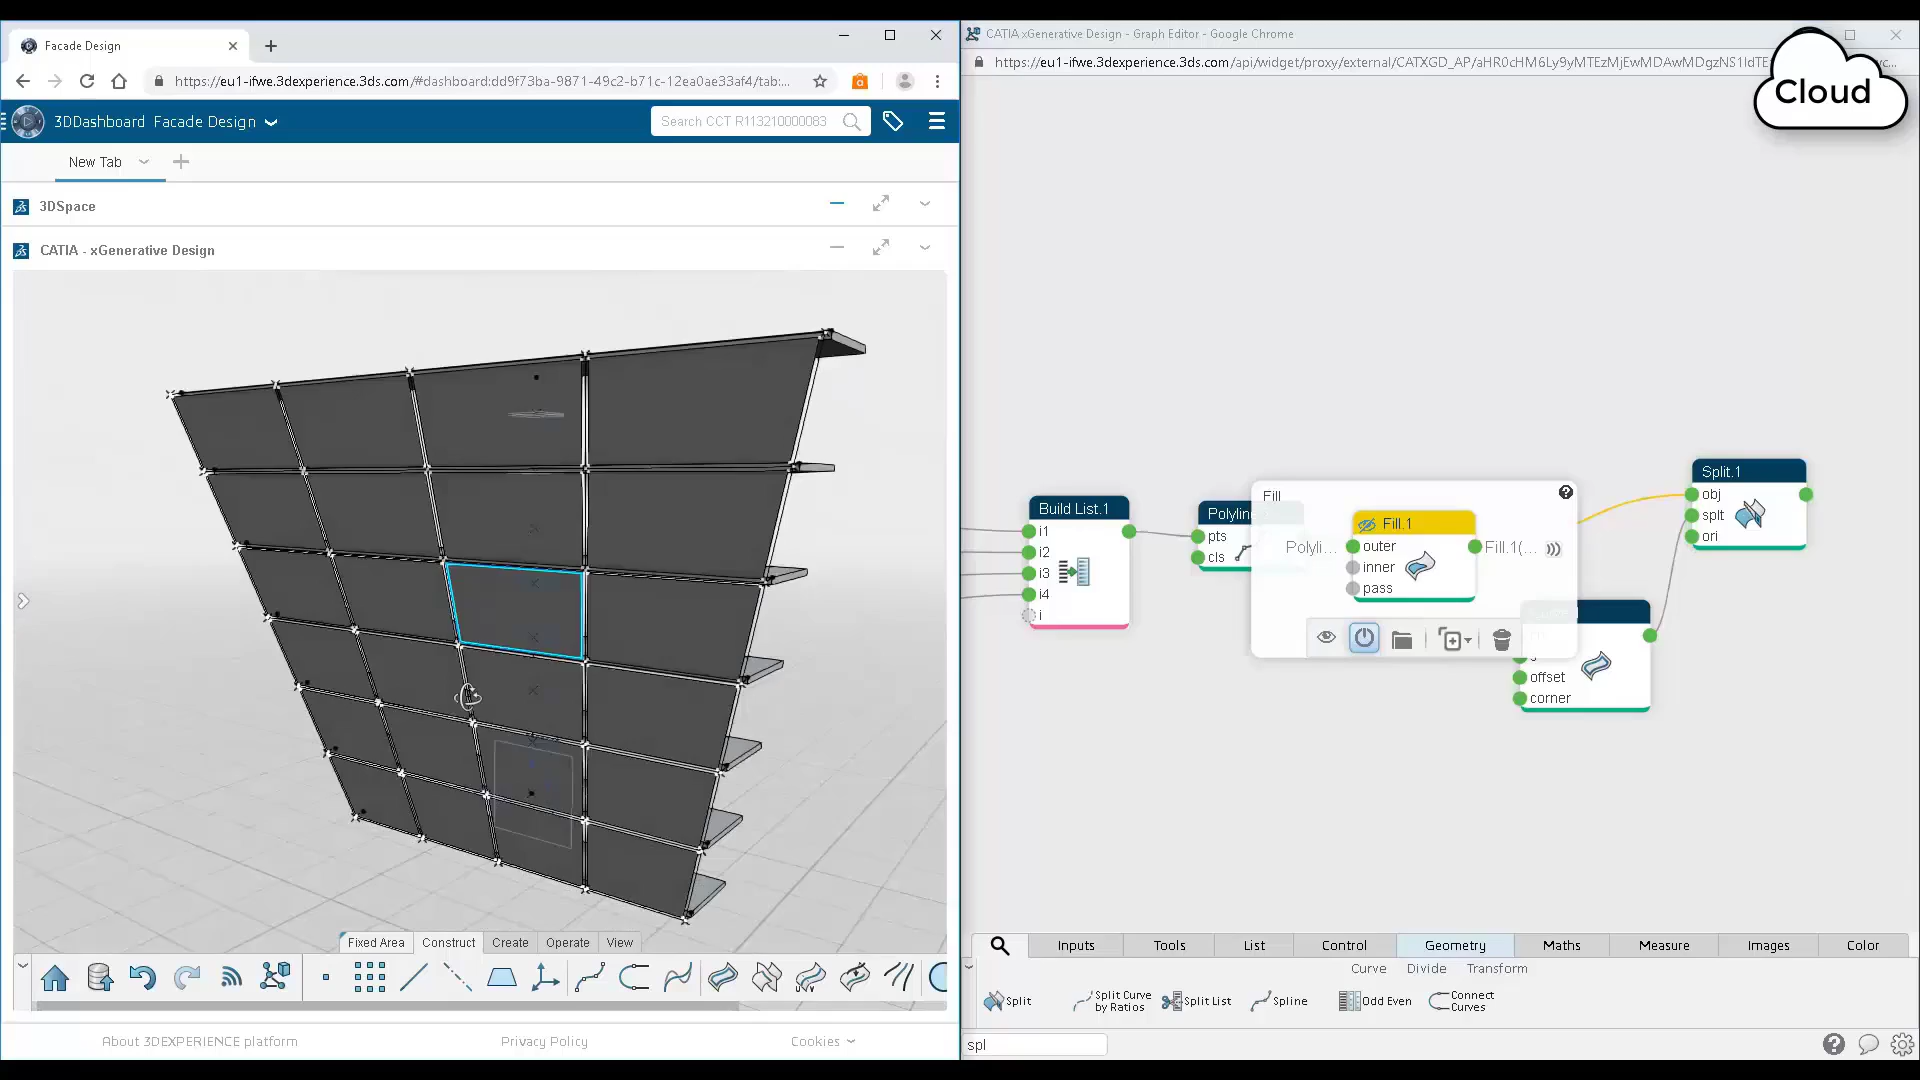 Facade Design
https://eu1-ifwe.3dexperience.3ds.com/#dashboard:dd9f73ba-9871-49c2-b71c-12ea0ae33af4/tab:...
3DDashboard Facade Design
Search CCT R113210000083
New Tab
3DSpace
CATIA - xGenerative Design
Fixed Area
Construct
Create
Operate
View
About 3DEXPERIENCE platform
Privacy Policy
Cookies
CATIA xGenerative Design - Graph Editor - Google Chrome
Cloud
Build List.1
i1
i2
i3
i4
i
Polyline
pts
cls
Fill
Fill.1
Polyli...
outer
Fill.1(...
inner
pass
offset
corner
Split.1
obj
splt
ori
Inputs
Tools
List
Control
Geometry
Maths
Measure
Images
Color
Curve
Divide
Transform
Split
Split Curve
by Ratios
Split List
Spline
Odd Even
Connect
Curves
spl